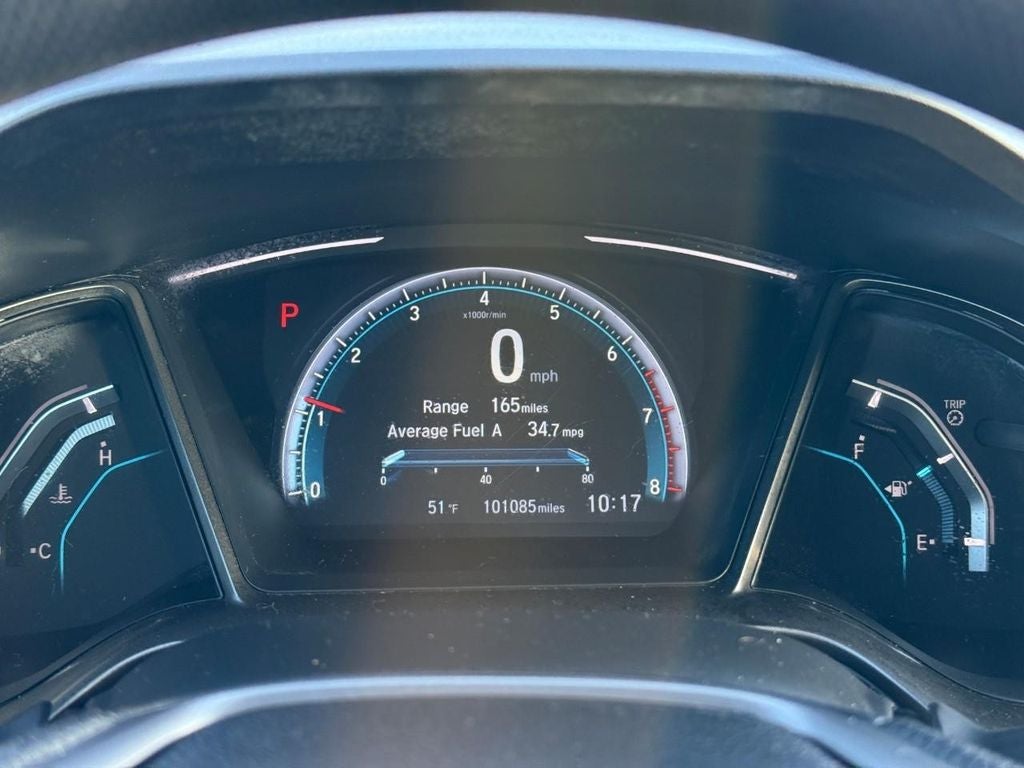 P
4
3
5
x1000r/min
2
6
0 mph
1
7
Range 165 miles
Average Fuel A 34.7 mpg
0 40 80
0
8
51 °F 101085 miles 10:17
H
C
TRIP
F
E